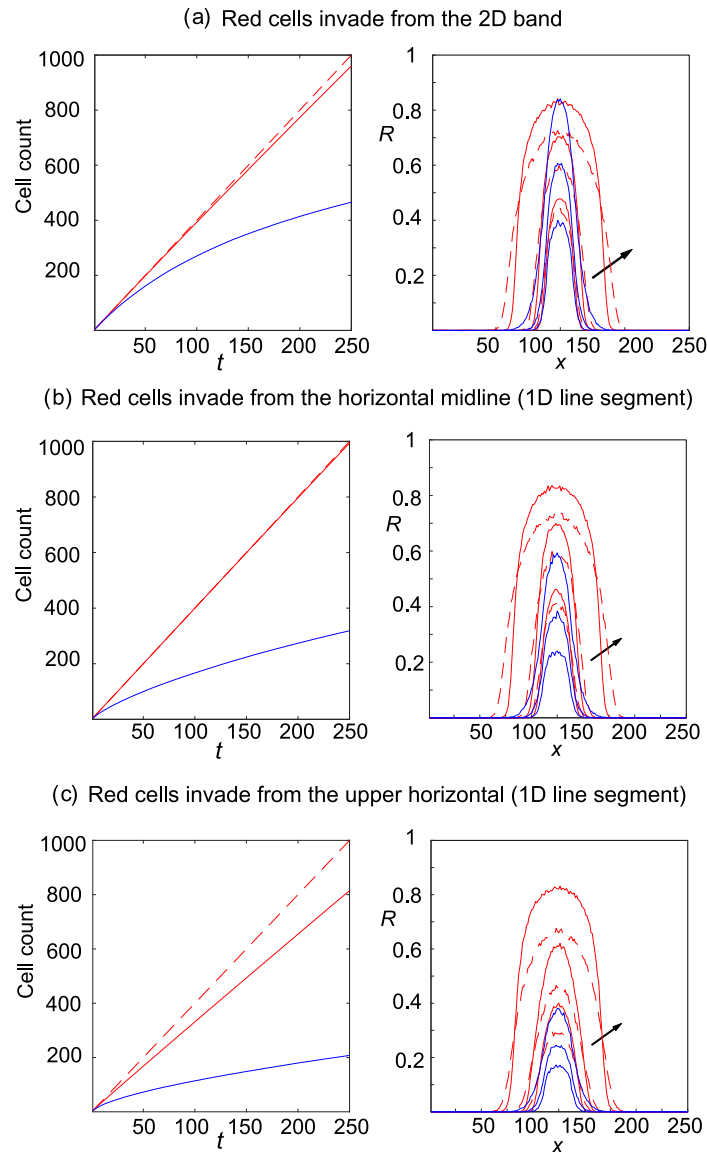 (a) Red cells invade from the 2D band
1000
800
600
400
200
Cell count
50 100 150 200 250
t
1
0.8
0.6
0.4
0.2
R
50 100 150 200 250
x
(b) Red cells invade from the horizontal midline (1D line segment)
1000
800
600
400
200
Cell count
50 100 150 200 250
t
1
0.8
0.6
0.4
0.2
R
50 100 150 200 250
x
(c) Red cells invade from the upper horizontal (1D line segment)
1000
800
600
400
200
Cell count
50 100 150 200 250
t
1
0.8
0.6
0.4
0.2
R
50 100 150 200 250
x